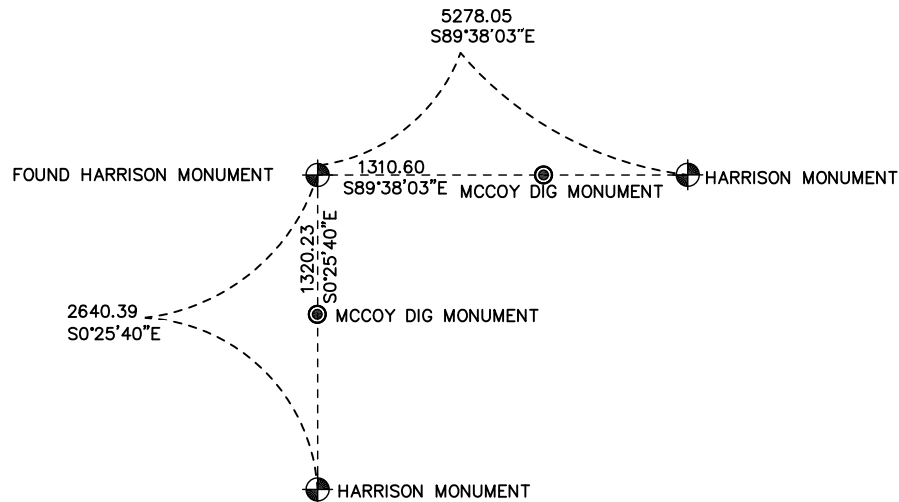 5278.05
S89°38'03"E
FOUND HARRISON MONUMENT
1310.60
S89°38'03"E
MCCOY DIG MONUMENT
HARRISON MONUMENT
1320.23
S0°25'40"E
2640.39
S0°25'40"E
MCCOY DIG MONUMENT
HARRISON MONUMENT